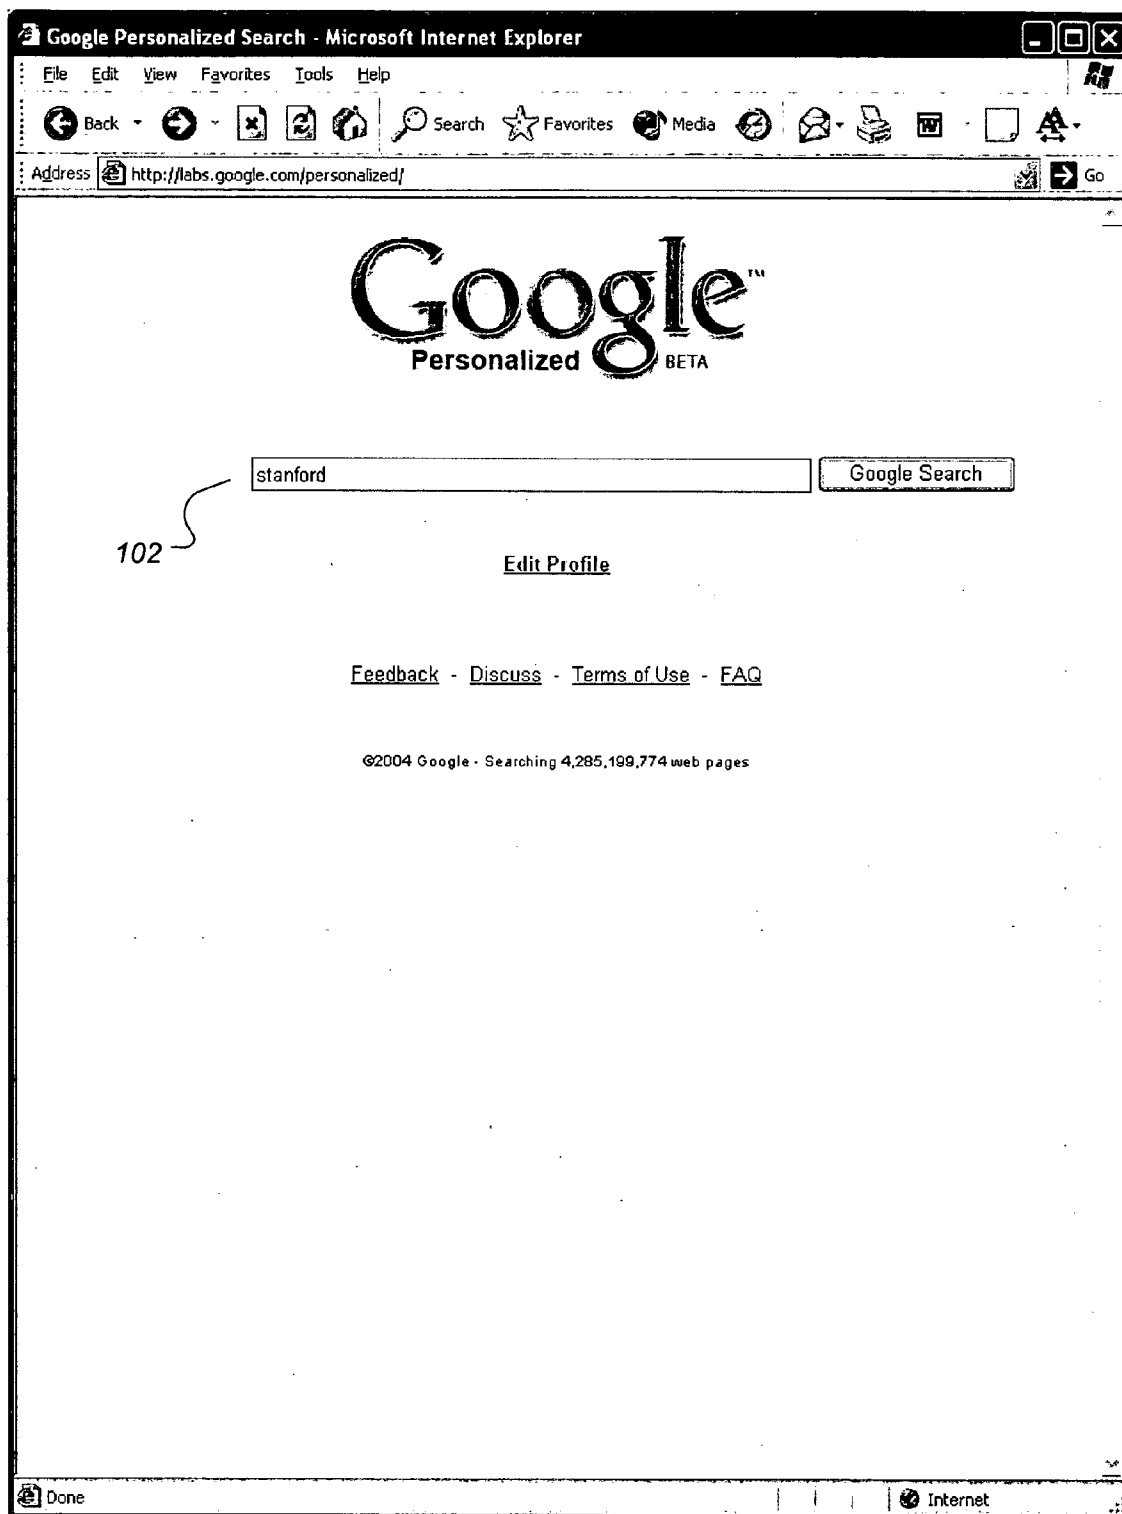 Google Personalized Search - Microsoft Internet Explorer
File Edit View Favorites Tools Help
Back Search Favorites Media
Address http://labs.google.com/personalized/ Go
Google™
Personalized BETA
stanford Google Search
102
Edit Profile
Feedback - Discuss - Terms of Use - FAQ
©2004 Google - Searching 4,285,199,774 web pages
Done Internet